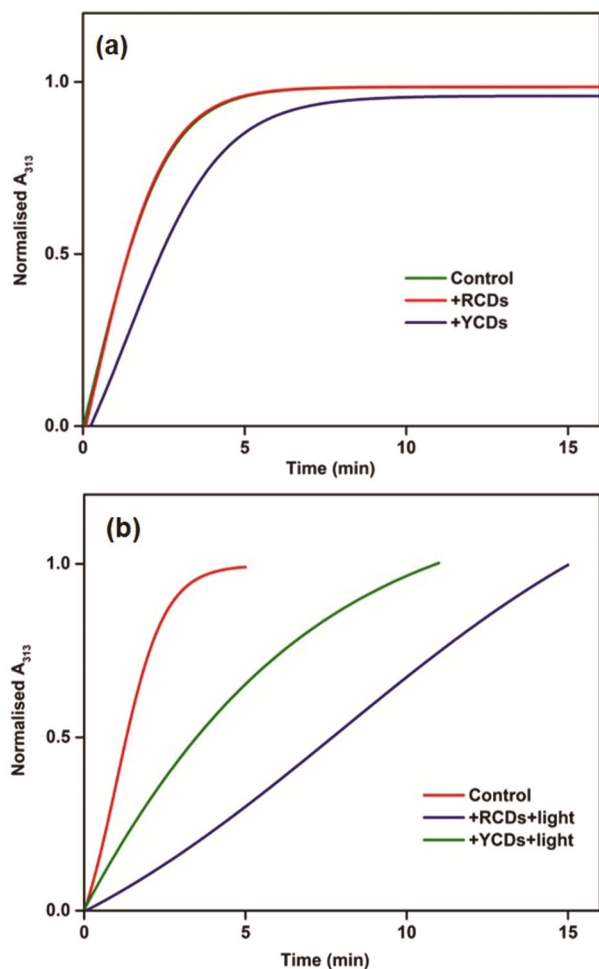 (a)
1.0
0.5
0.0
Normalised A₃₁₃
Control
+RCDs
+YCDs
0 5 10 15
Time (min)
(b)
1.0
0.5
0.0
Normalised A₃₁₃
Control
+RCDs+light
+YCDs+light
0 5 10 15
Time (min)